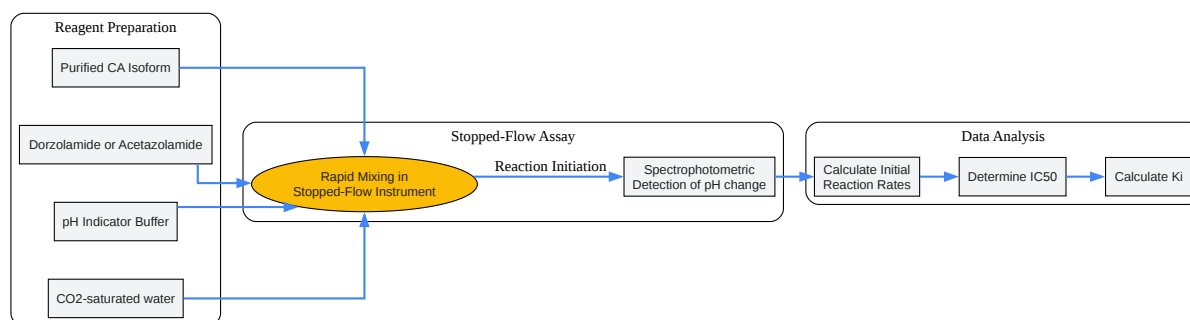 Reagent Preparation
Purified CA Isoform
Dorzolamide or Acetazolamide
pH Indicator Buffer
CO2-saturated water
Stopped-Flow Assay
Rapid Mixing in
Stopped-Flow Instrument
Reaction Initiation
Spectrophotometric
Detection of pH change
Data Analysis
Calculate Initial
Reaction Rates
Determine IC50
Calculate Ki